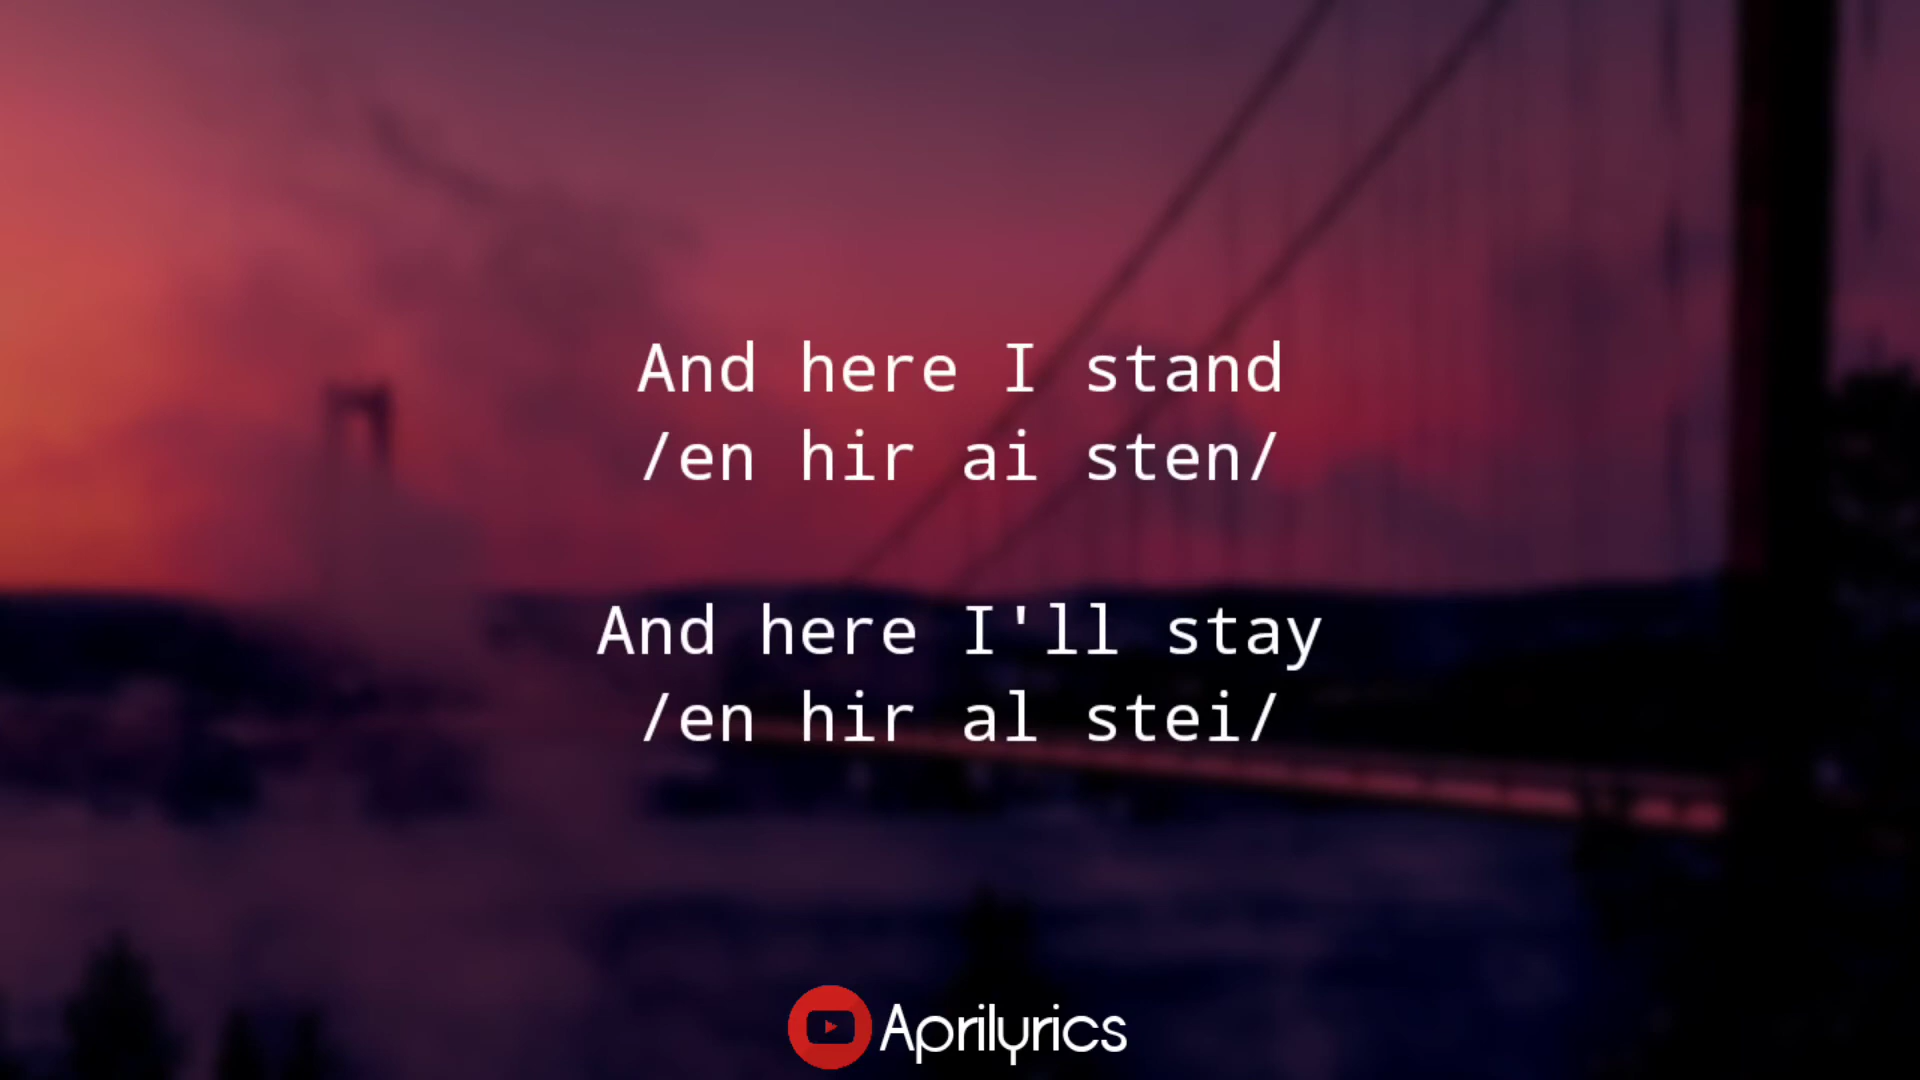 And here I stand
/en hir ai sten/
And here I'll stay
/en hir al stei/
Aprilyrics